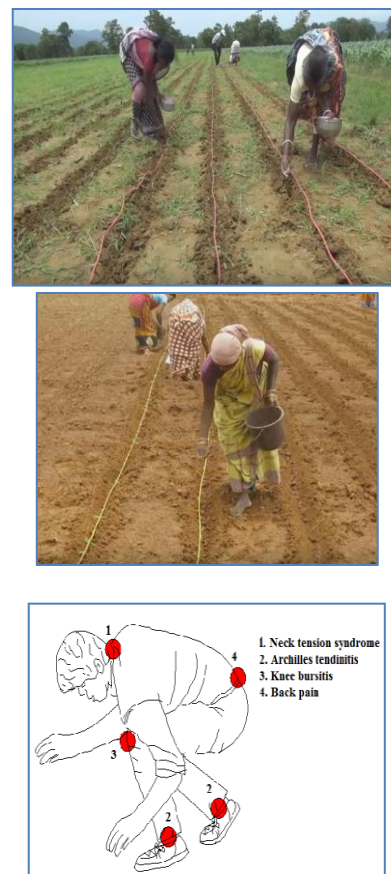 1
4
1. Neck tension syndrome
2. Archilles tendinitis
3. Knee bursitis
4. Back pain
3
2
2